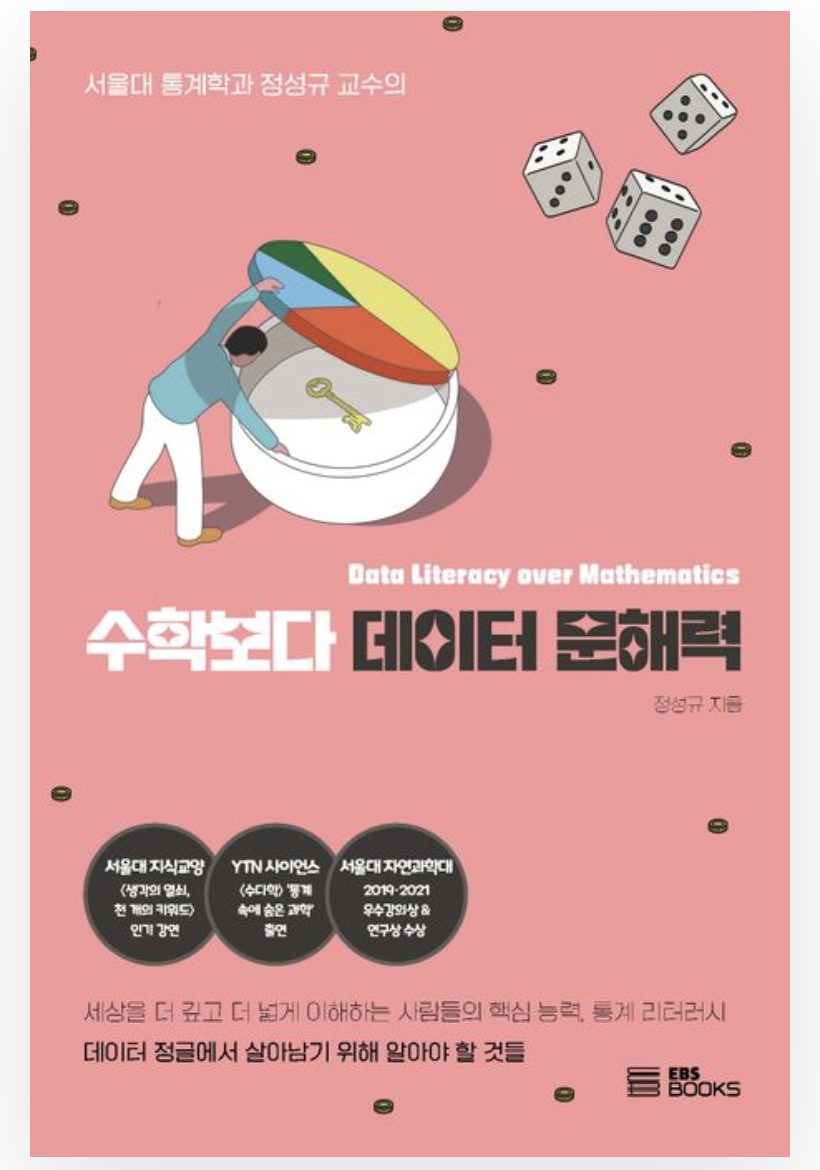 서울대 통계학과 정성규 교수의
Data Literacy over Mathematics
수학보다 데이터 문해력
정성규 지음
서울대 지식교양
〈생각의 열쇠,
천 개의 키워드〉
인기 강연
YTN 사이언스
〈수다학〉 '통계
속에 숨은 과학'
출연
서울대 자연과학대
2019-2021
우수강의상 &
연구상 수상
세상을 더 깊고 더 넓게 이해하는 사람들의 핵심 능력, 통계 리터러시
데이터 정글에서 살아남기 위해 알아야 할 것들
EBS
BOOKS